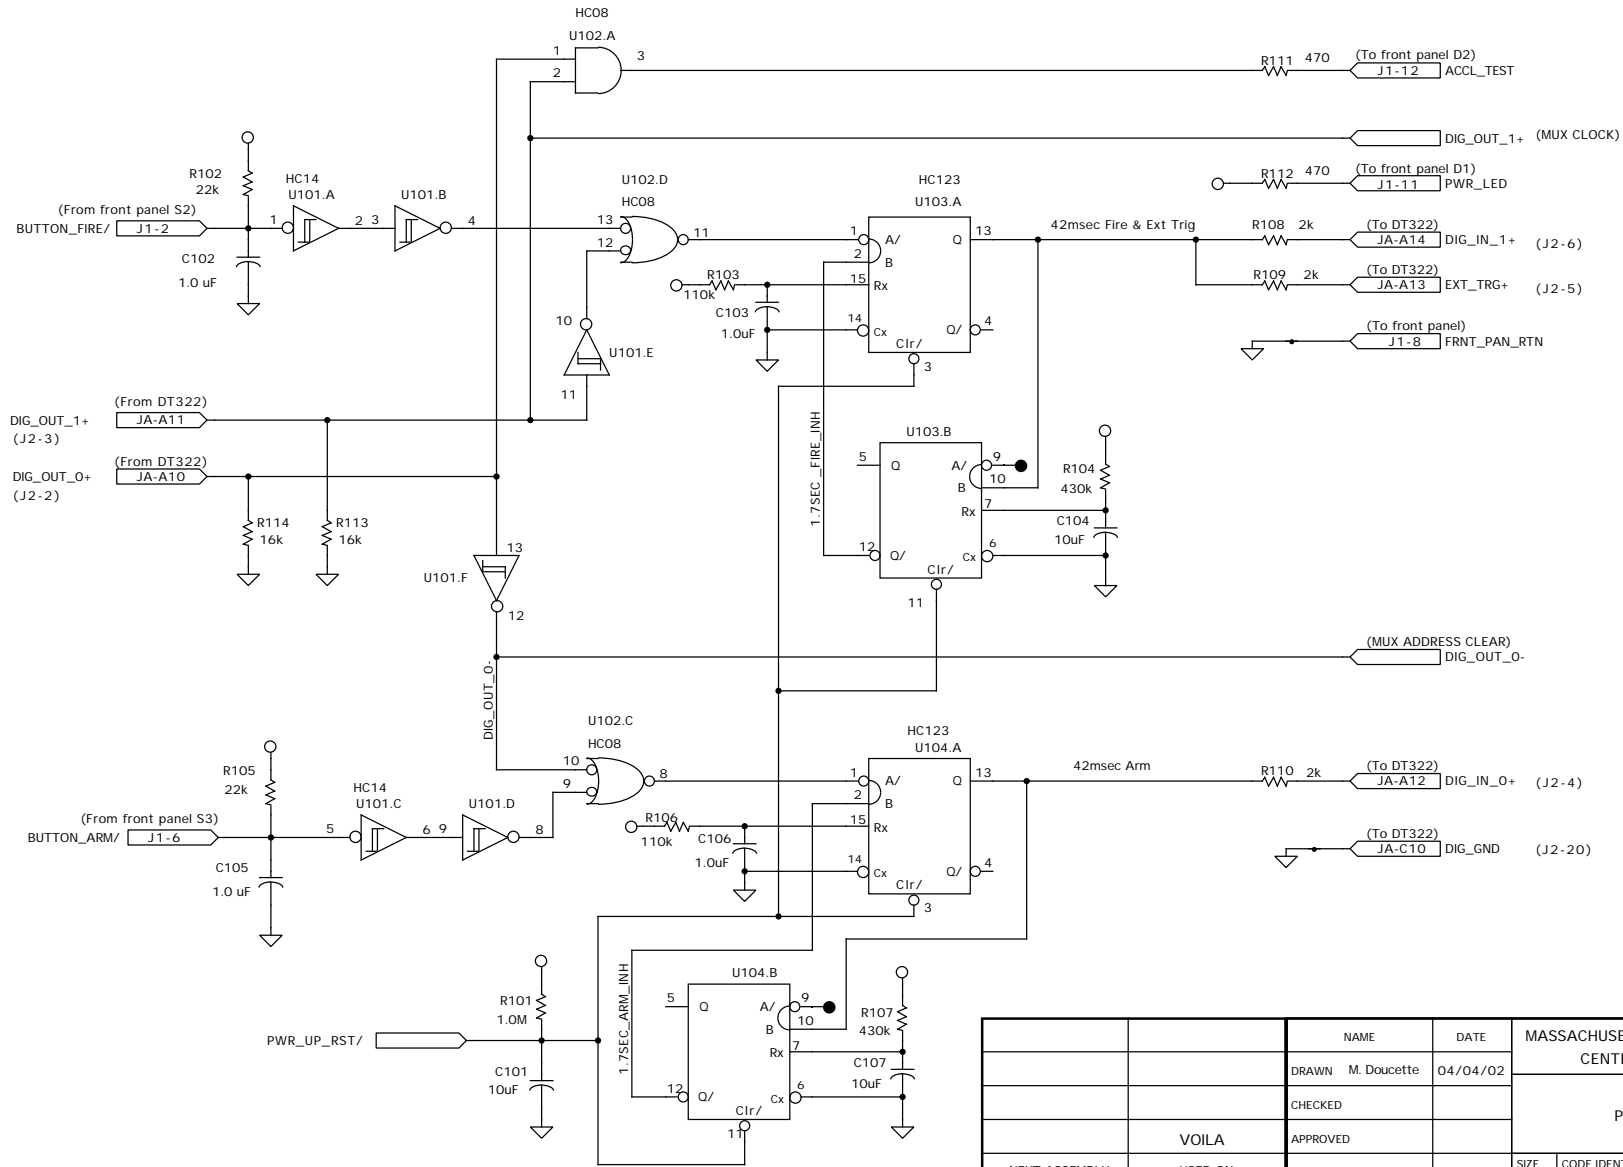 HC08
U102.A
1
2
3
R111 470
(To front panel D2)
J1-12 ACCL_TEST
DIG_OUT_1+ (MUX CLOCK)
R102
22k
HC14
U101.A
U101.B
(From front panel S2)
BUTTON_FIRE/ J1-2
1
2 3
4
C102
1.0 uF
U102.D
HC08
13
12
11
HC123
U103.A
R112 470
(To front panel D1)
J1-11 PWR_LED
1 A/
2 B
15 Rx
14 Cx
Q 13
Q/ 4
Clr/
3
42msec Fire & Ext Trig
R108 2k
(To DT322)
JA-A14 DIG_IN_1+ (J2-6)
R109 2k
(To DT322)
JA-A13 EXT_TRG+ (J2-5)
R103
110k
C103
1.0uF
(To front panel)
J1-8 FRNT_PAN_RTN
10
U101.E
11
(From DT322)
DIG_OUT_1+ JA-A11
(J2-3)
(From DT322)
DIG_OUT_0+ JA-A10
(J2-2)
R114
16k
R113
16k
1.7SEC_FIRE_INH
U103.B
5 Q
A/ 9
B 10
Rx 7
12 Q/
Cx 6
Clr/
11
R104
430k
C104
10uF
13
U101.F
12
DIG_OUT_0-
(MUX ADDRESS CLEAR)
DIG_OUT_0-
U102.C
HC08
10
9
8
HC123
U104.A
R105
22k
HC14
U101.C
U101.D
(From front panel S3)
BUTTON_ARM/ J1-6
5
6 9
8
C105
1.0 uF
1 A/
2 B
15 Rx
14 Cx
Q 13
Q/ 4
Clr/
3
42msec Arm
R110 2k
(To DT322)
JA-A12 DIG_IN_0+ (J2-4)
R106
110k
C106
1.0uF
(To DT322)
JA-C10 DIG_GND (J2-20)
1.7SEC_ARM_INH
U104.B
5 Q
A/ 9
B 10
Rx 7
12 Q/
Cx 6
Clr/
11
R107
430k
C107
10uF
R101
1.0M
PWR_UP_RST/
C101
10uF
NAME DATE MASSACHUSE
CENT
DRAWN M. Doucette 04/04/02
CHECKED
P
VOILA APPROVED
SIZE CODE IDENT